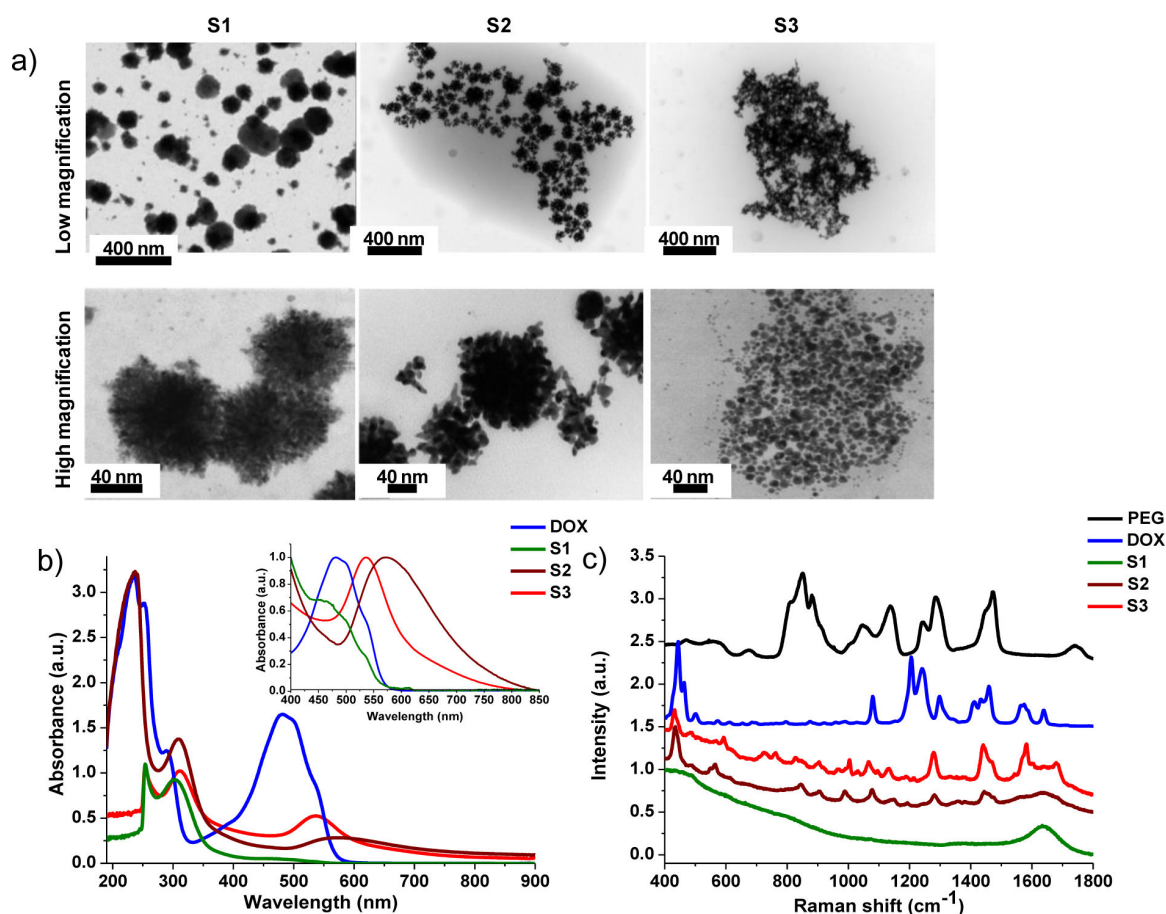 S1 S2 S3
a)
Low magnification
400 nm 400 nm 400 nm
High magnification
40 nm 40 nm 40 nm
b)
DOX
S1
S2
S3
Absorbance (a.u.)
3.0
2.5
2.0
1.5
1.0
0.5
0.0
200 300 400 500 600 700 800 900
Wavelength (nm)
Absorbance (a.u.)
1.0
0.8
0.6
0.4
0.2
0.0
400 450 500 550 600 650 700 750 800 850
Wavelength (nm)
c)
PEG
DOX
S1
S2
S3
Intensity (a.u.)
3.5
3.0
2.5
2.0
1.5
1.0
0.5
0.0
400 600 800 1000 1200 1400 1600 1800
Raman shift (cm⁻¹)